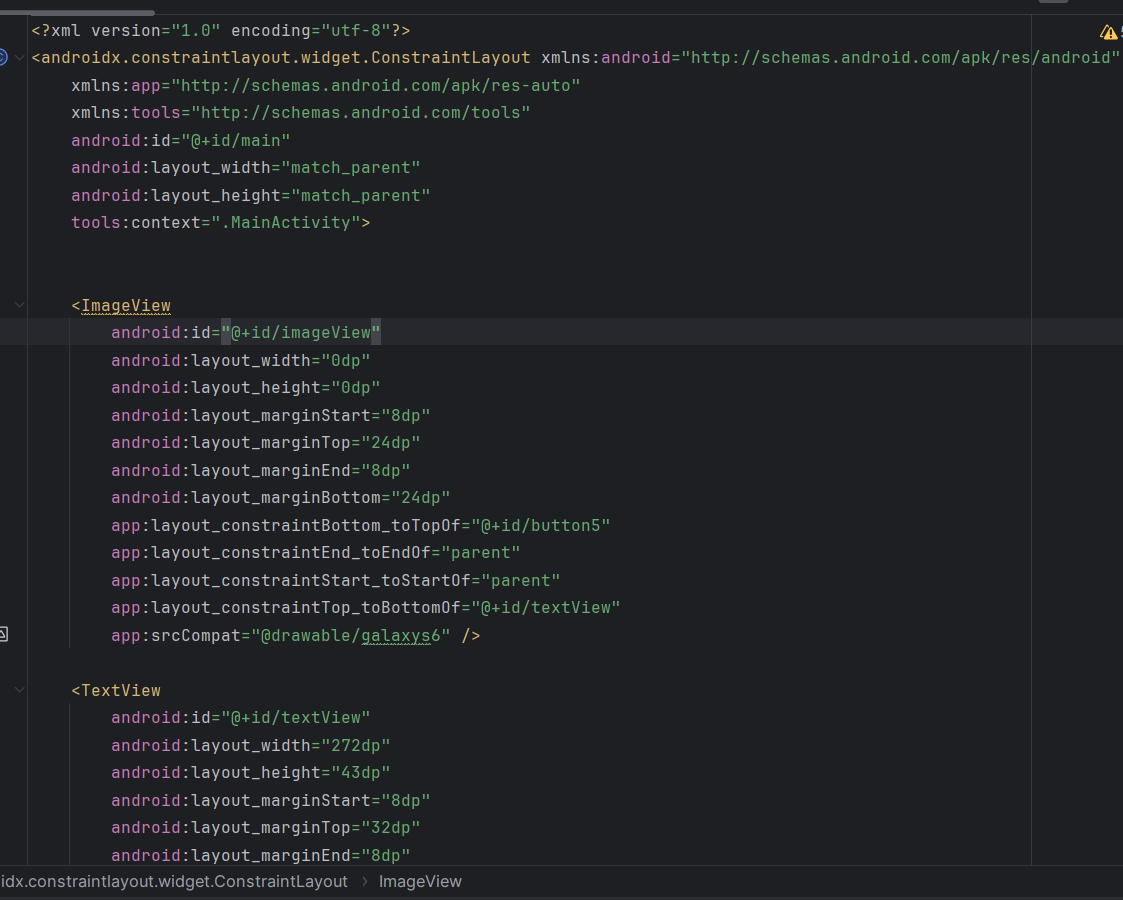 <?xml version="1.0" encoding="utf-8"?>
<androidx.constraintlayout.widget.ConstraintLayout xmlns:android="http://schemas.android.com/apk/res/android"
    xmlns:app="http://schemas.android.com/apk/res-auto"
    xmlns:tools="http://schemas.android.com/tools"
    android:id="@+id/main"
    android:layout_width="match_parent"
    android:layout_height="match_parent"
    tools:context=".MainActivity">
    <ImageView
        android:id="@+id/imageView"
        android:layout_width="0dp"
        android:layout_height="0dp"
        android:layout_marginStart="8dp"
        android:layout_marginTop="24dp"
        android:layout_marginEnd="8dp"
        android:layout_marginBottom="24dp"
        app:layout_constraintBottom_toTopOf="@+id/button5"
        app:layout_constraintEnd_toEndOf="parent"
        app:layout_constraintStart_toStartOf="parent"
        app:layout_constraintTop_toBottomOf="@+id/textView"
        app:srcCompat="@drawable/galaxys6" />
    <TextView
        android:id="@+id/textView"
        android:layout_width="272dp"
        android:layout_height="43dp"
        android:layout_marginStart="8dp"
        android:layout_marginTop="32dp"
        android:layout_marginEnd="8dp"
idx.constraintlayout.widget.ConstraintLayout › ImageView